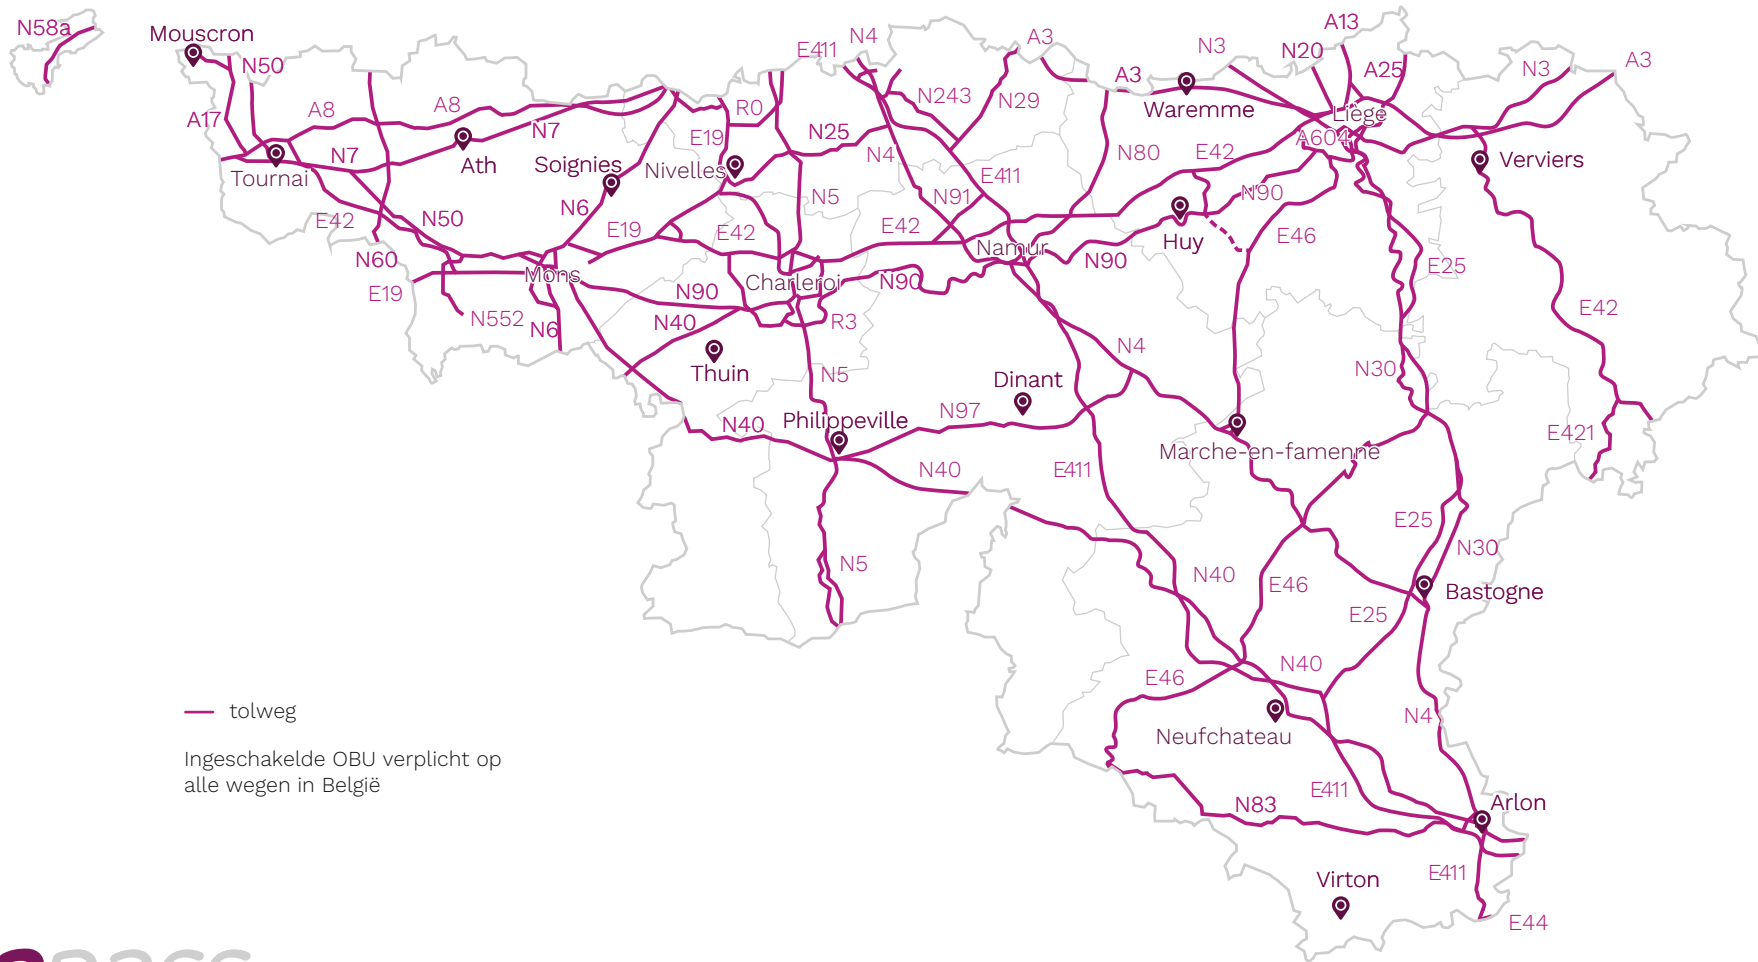 N58a
Mouscron
N50
A17
A8
A8
N7
N7
Tournai
Ath
Soignies
Nivelles
E42
N50
N60
E19
N552
Mons
N6
N6
E19
E19
E42
R0
E411
N4
N25
N4
N5
N243
N29
A3
A3
N91
E411
E42
N80
Waremme
N3
N20
A13
A25
Liège
A604
N3
A3
Verviers
E42
N90
Huy
E46
E25
Namur
N90
N90
Charleroi
N90
N40
R3
Thuin
N5
N4
N30
E42
Dinant
Philippeville
N97
N40
N40
E411
Marche-en-famenne
E421
E25
N30
N5
N40
E46
Bastogne
E25
N40
E46
N4
Neufchateau
E411
N83
Arlon
E411
Virton
E44
tolweg
Ingeschakelde OBU verplicht op
alle wegen in België